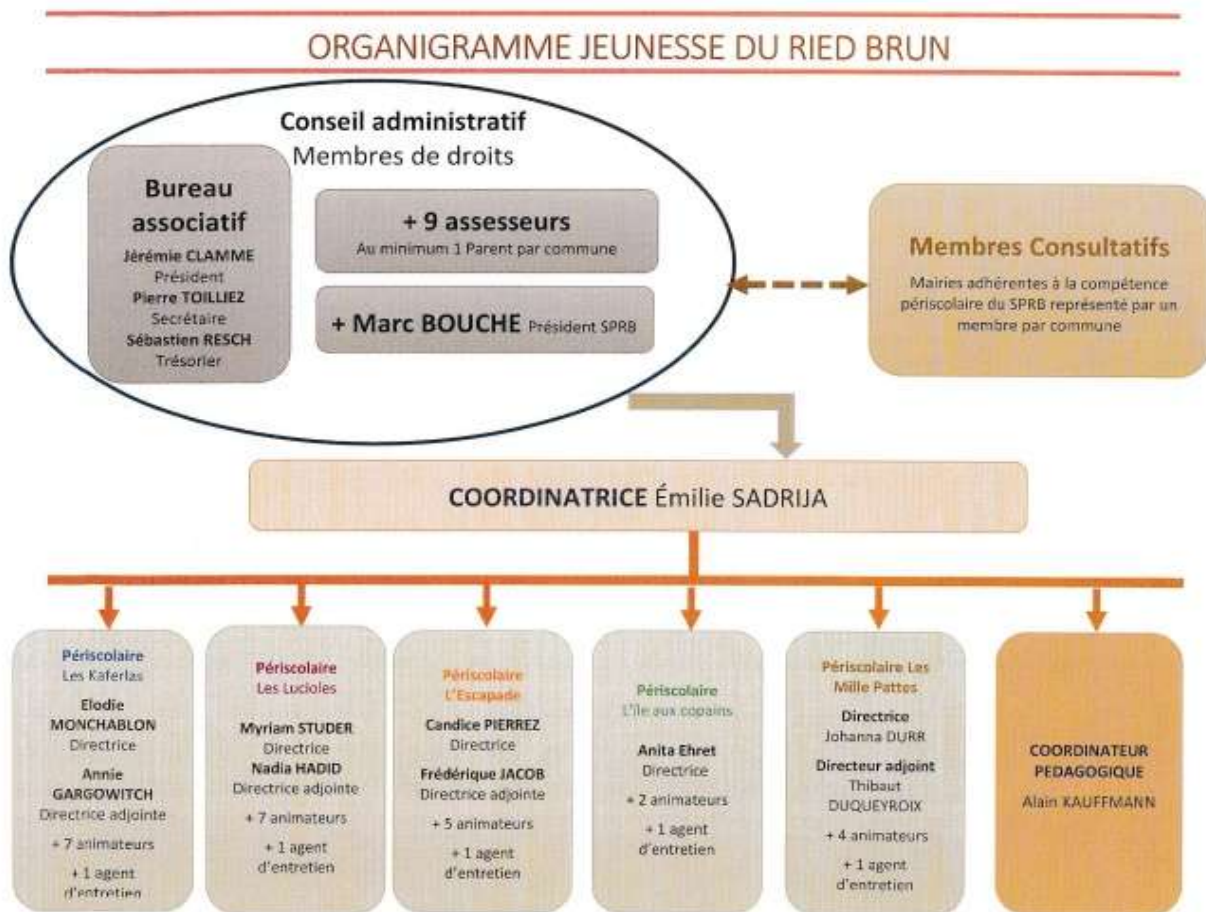 ORGANIGRAMME JEUNESSE DU RIED BRUN
Conseil administratif
Membres de droits
Bureau
associatif
Jérémie CLAMME
Président
Pierre TOILLIEZ
Secrétaire
Sébastien RESCH
Trésorier
+ 9 assesseurs
Au minimum 1 Parent par commune
+ Marc BOUCHE Président SPRB
Membres Consultatifs
Mairies adhérentes à la compétence
périscolaire du SPRB représenté par un
membre par commune
COORDINATRICE Émilie SADRIJA
Périscolaire
Les Kaferlas
Elodie
MONCHABLON
Directrice
Annie
GARGOWITCH
Directrice adjointe
+ 7 animateurs
+ 1 agent
d'entretien
Périscolaire
Les Lucioles
Myriam STUDER
Directrice
Nadia HADID
Directrice adjointe
+ 7 animateurs
+ 1 agent
d'entretien
Périscolaire
L'Escapade
Candice PIERREZ
Directrice
Frédérique JACOB
Directrice adjointe
+ 5 animateurs
+ 1 agent
d'entretien
Périscolaire
L'île aux copains
Anita Ehret
Directrice
+ 2 animateurs
+ 1 agent
d'entretien
Périscolaire Les
Mille Pattes
Directrice
Johanna DURR
Directeur adjoint
Thibaut
DUQUEYROIX
+ 4 animateurs
+ 1 agent
d'entretien
COORDINATEUR
PEDAGOGIQUE
Alain KAUFFMANN